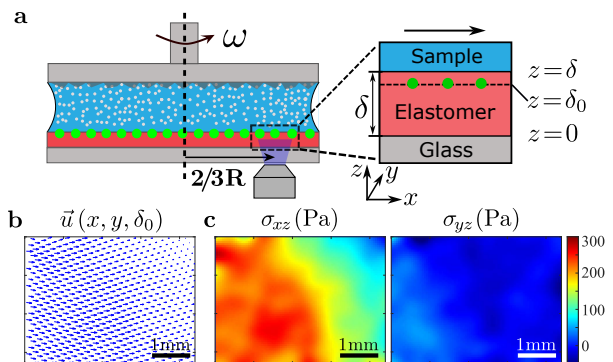 a
ω
2/3R
Sample
Elastomer
Glass
δ
z = δ
z = δ₀
z = 0
z
y
x
b
u⃗ (x, y, δ₀)
1mm
c
σxz (Pa)
1mm
σyz (Pa)
1mm
300
200
100
0